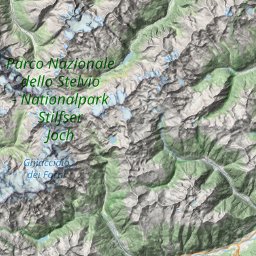 Parco Nazionale
dello Stelvio
Nationalpark
Stilfser
Joch
Ghiacciaio
dei Forni